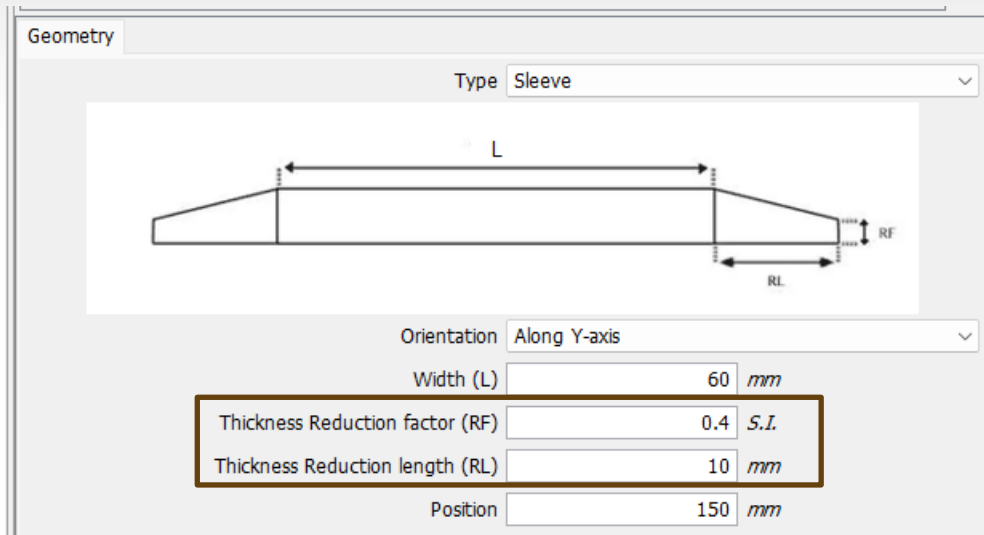 Geometry
Type Sleeve
L
RF
RL
Orientation Along Y-axis
Width (L) 60 mm
Thickness Reduction factor (RF) 0.4 S.I.
Thickness Reduction length (RL) 10 mm
Position 150 mm